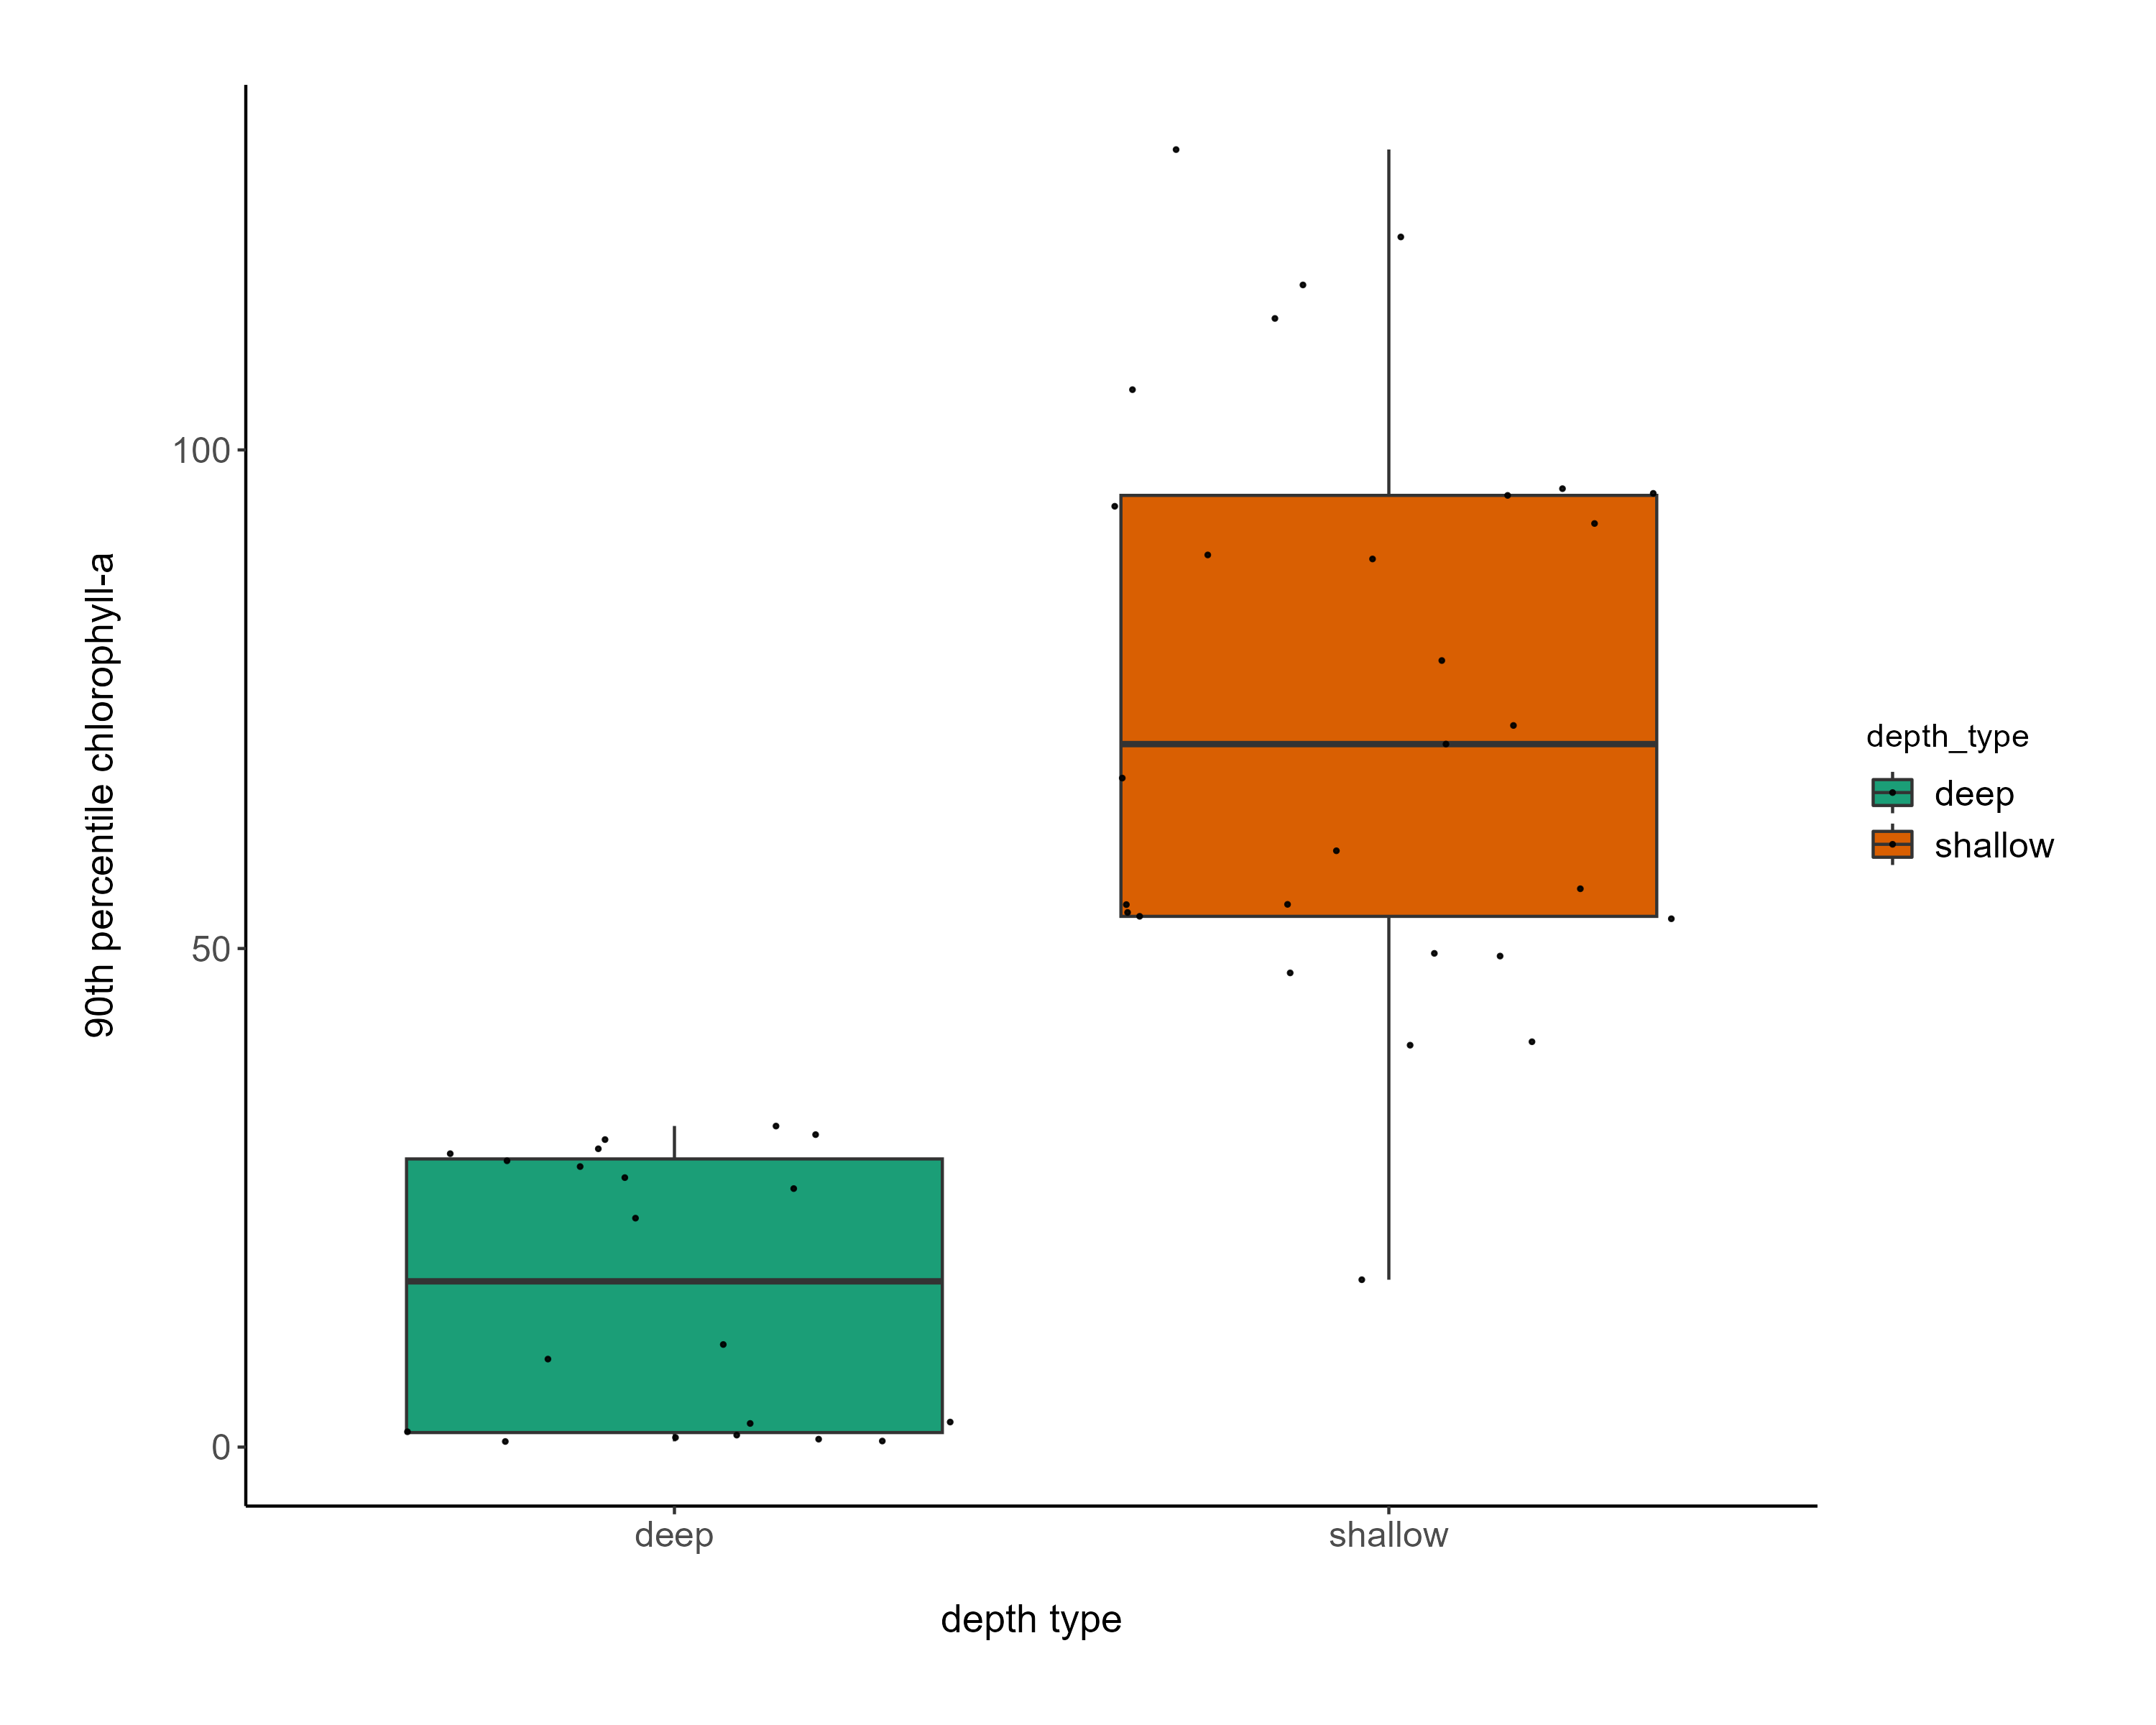 90th percentile chlorophyll-a
100
50
0
deep
shallow
depth type
depth_type
deep
shallow